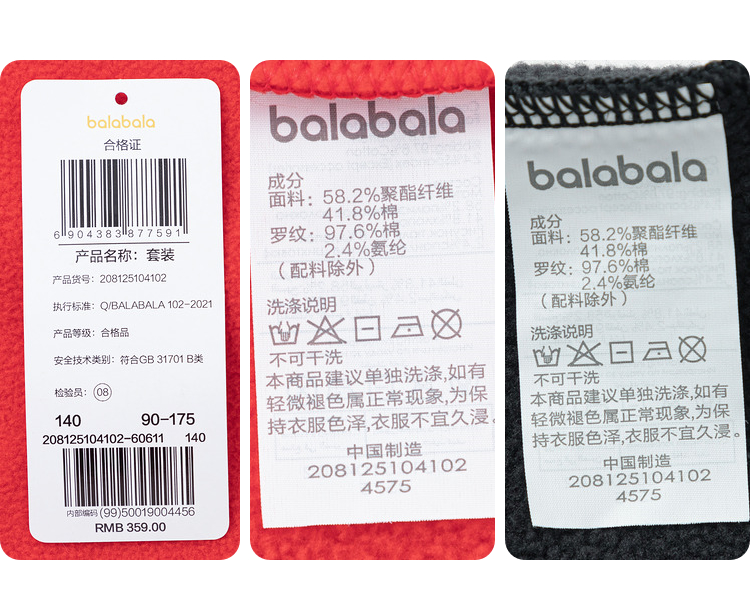 balabala
合格证
6 904383 877591
产品名称：套装
产品货号：208125104102
执行标准：Q/BALABALA 102-2021
产品等级：合格品
安全技术类别：符合GB 31701 B类
检验员：08
140 90-175
208125104102-60611 140
内部编码 (99)50019004456
RMB 359.00
balabala
成分
面料：58.2%聚酯纤维
41.8%棉
罗纹：97.6%棉
2.4%氨纶
（配料除外）
洗涤说明
不可干洗
本商品建议单独洗涤,如有
轻微褪色属正常现象,为保
持衣服色泽,衣服不宜久浸。
中国制造
208125104102
4575
balabala
成分
面料：58.2%聚酯纤维
41.8%棉
罗纹：97.6%棉
2.4%氨纶
（配料除外）
洗涤说明
不可干洗
本商品建议单独洗涤,如有
轻微褪色属正常现象,为保
持衣服色泽,衣服不宜久浸。
中国制造
208125104102
4575